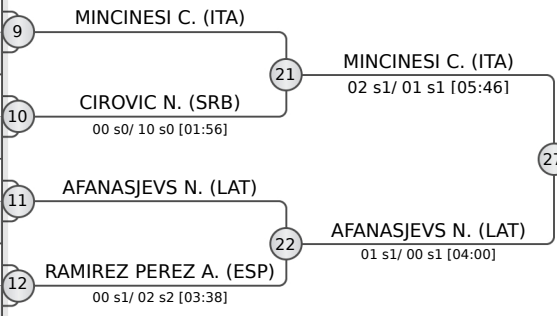 MINCINESI C. (ITA)
9
21
MINCINESI C. (ITA)
02 s1/ 01 s1 [05:46]
CIROVIC N. (SRB)
10
00 s0/ 10 s0 [01:56]
27
AFANASJEVS N. (LAT)
11
22
AFANASJEVS N. (LAT)
01 s1/ 00 s1 [04:00]
RAMIREZ PEREZ A. (ESP)
12
00 s1/ 02 s2 [03:38]